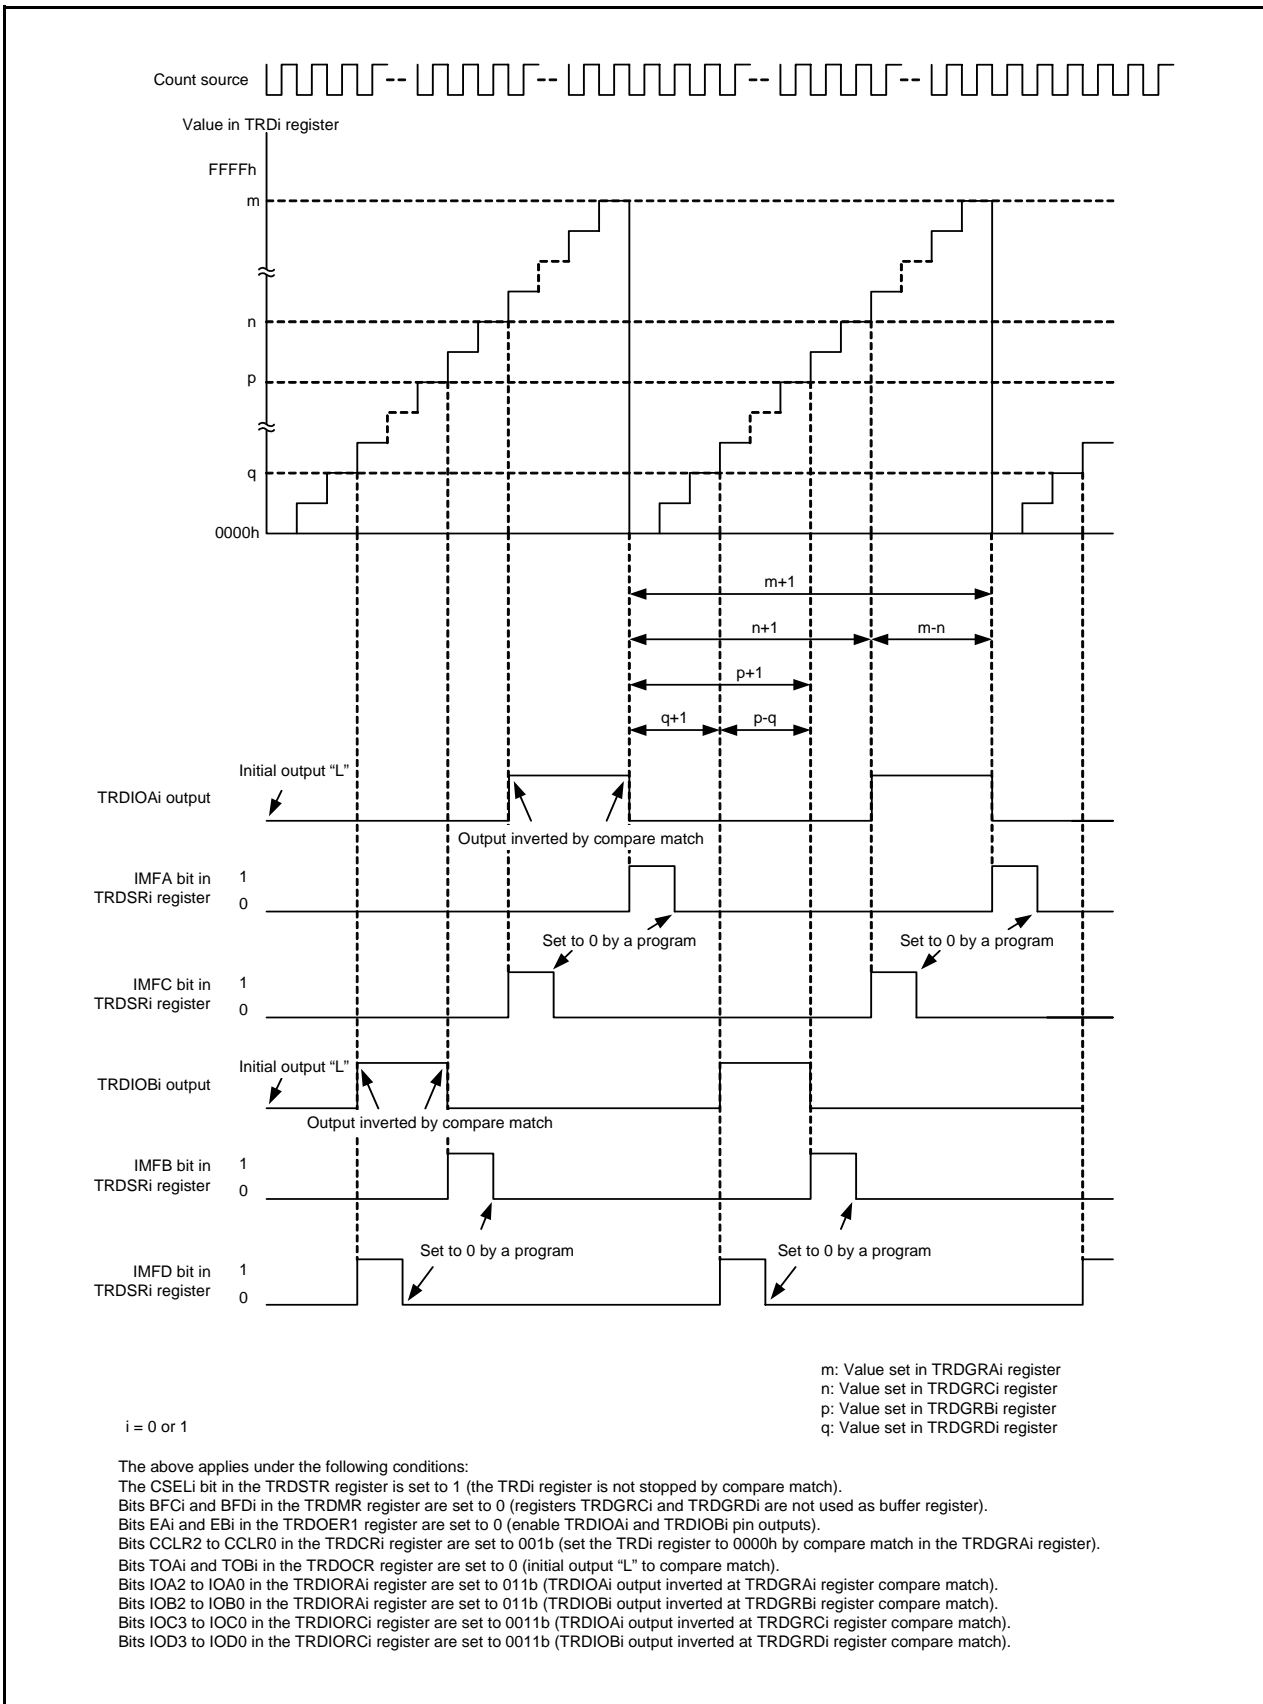 Count source
Value in TRDi register
FFFFh
m
n
p
q
0000h
m+1
n+1
m-n
p+1
q+1
p-q
Initial output “L”
TRDIOAi output
Output inverted by compare match
IMFA bit in
TRDSRi register
1
0
Set to 0 by a program
Set to 0 by a program
IMFC bit in
TRDSRi register
1
0
Initial output “L”
TRDIOBi output
Output inverted by compare match
IMFB bit in
TRDSRi register
1
0
Set to 0 by a program
Set to 0 by a program
IMFD bit in
TRDSRi register
1
0
m: Value set in TRDGRAi register
n: Value set in TRDGRCi register
p: Value set in TRDGRBi register
q: Value set in TRDGRDi register
i = 0 or 1
The above applies under the following conditions:
The CSELi bit in the TRDSTR register is set to 1 (the TRDi register is not stopped by compare match).
Bits BFCi and BFDi in the TRDMR register are set to 0 (registers TRDGRCi and TRDGRDi are not used as buffer register).
Bits EAi and EBi in the TRDOER1 register are set to 0 (enable TRDIOAi and TRDIOBi pin outputs).
Bits CCLR2 to CCLR0 in the TRDCRi register are set to 001b (set the TRDi register to 0000h by compare match in the TRDGRAi register).
Bits TOAi and TOBi in the TRDOCR register are set to 0 (initial output “L” to compare match).
Bits IOA2 to IOA0 in the TRDIORAi register are set to 011b (TRDIOAi output inverted at TRDGRAi register compare match).
Bits IOB2 to IOB0 in the TRDIORAi register are set to 011b (TRDIOBi output inverted at TRDGRBi register compare match).
Bits IOC3 to IOC0 in the TRDIORCi register are set to 0011b (TRDIOAi output inverted at TRDGRCi register compare match).
Bits IOD3 to IOD0 in the TRDIORCi register are set to 0011b (TRDIOBi output inverted at TRDGRDi register compare match).